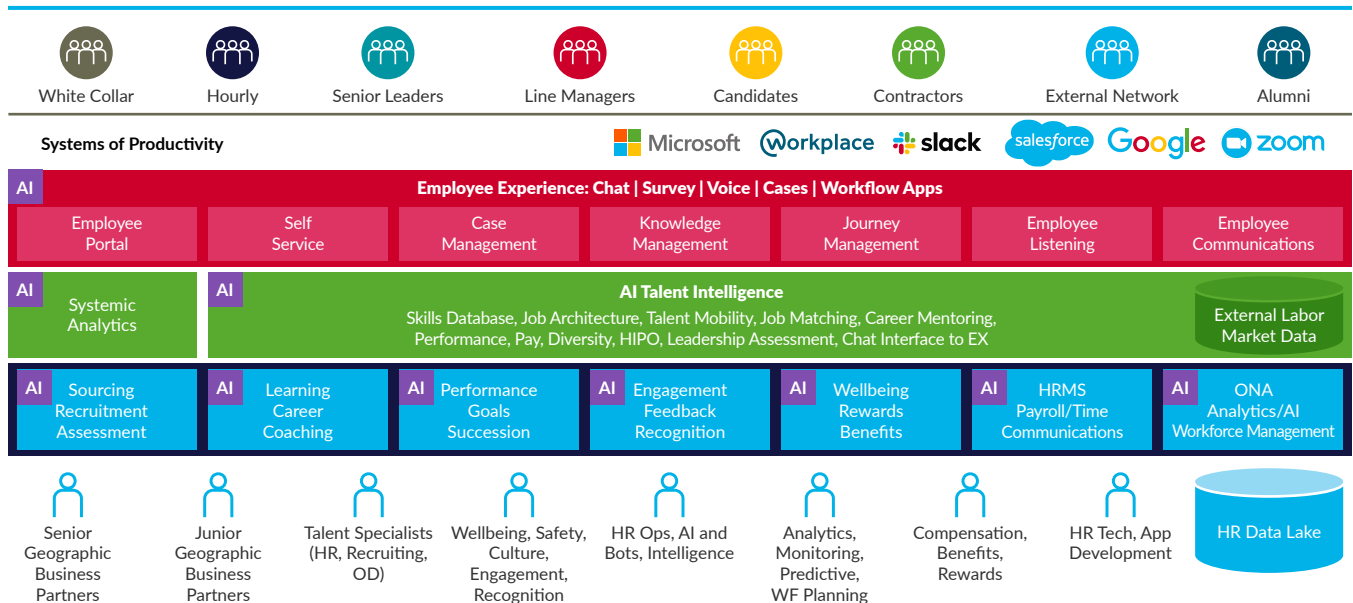 White Collar
Hourly
Senior Leaders
Line Managers
Candidates
Contractors
External Network
Alumni
Systems of Productivity
Microsoft
workplace
slack
salesforce
Google
zoom
AI
Employee Experience: Chat | Survey | Voice | Cases | Workflow Apps
Employee
Portal
Self
Service
Case
Management
Knowledge
Management
Journey
Management
Employee
Listening
Employee
Communications
AI
Systemic
Analytics
AI
AI Talent Intelligence
Skills Database, Job Architecture, Talent Mobility, Job Matching, Career Mentoring,
Performance, Pay, Diversity, HIPO, Leadership Assessment, Chat Interface to EX
External Labor
Market Data
AI
Sourcing
Recruitment
Assessment
AI
Learning
Career
Coaching
AI
Performance
Goals
Succession
AI
Engagement
Feedback
Recognition
AI
Wellbeing
Rewards
Benefits
AI
HRMS
Payroll/Time
Communications
AI
ONA
Analytics/AI
Workforce Management
Senior
Geographic
Business
Partners
Junior
Geographic
Business
Partners
Talent Specialists
(HR, Recruiting,
OD)
Wellbeing, Safety,
Culture,
Engagement,
Recognition
HR Ops, AI and
Bots, Intelligence
Analytics,
Monitoring,
Predictive,
WF Planning
Compensation,
Benefits,
Rewards
HR Tech, App
Development
HR Data Lake